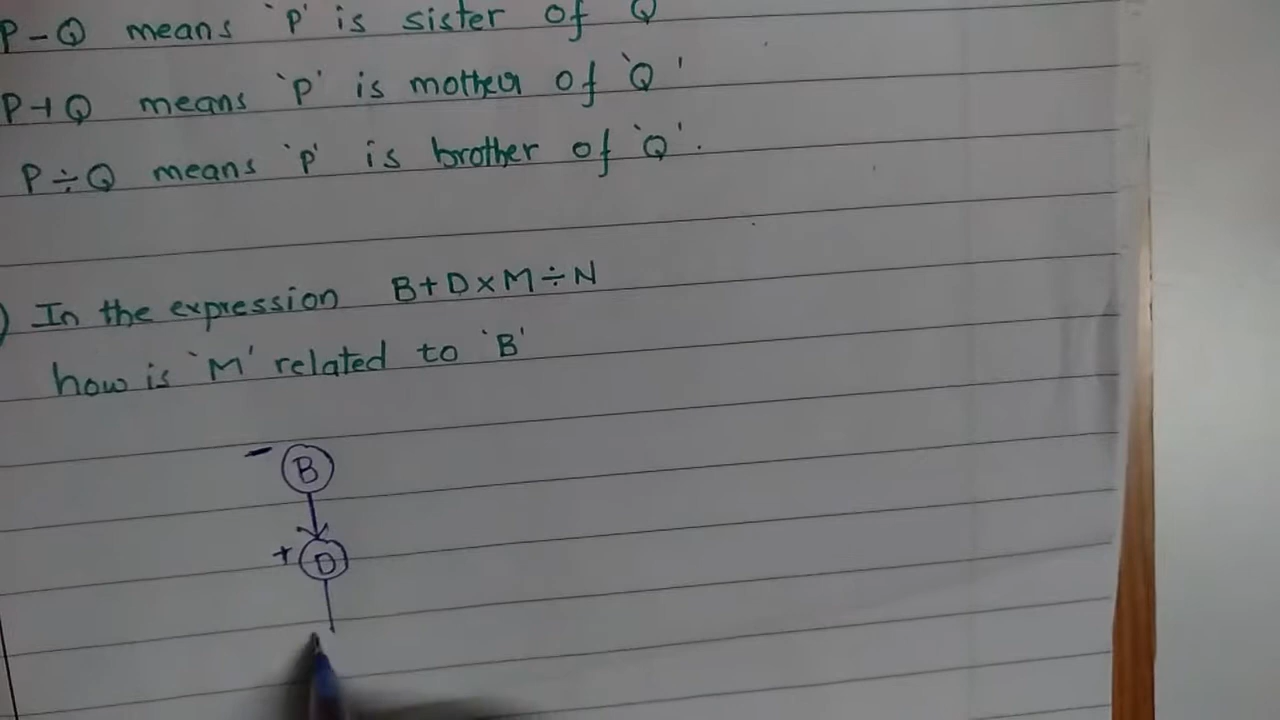 P-Q means 'P' is sister of Q
P+Q means 'P' is mother of 'Q'
P÷Q means 'P' is brother of 'Q'.
) In the expression B+D×M÷N
how is 'M' related to 'B'
- B
+ D